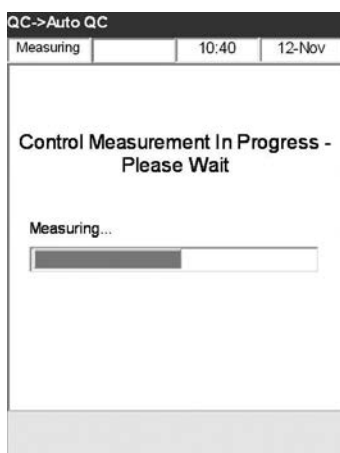 QC->Auto QC
Measuring 10:40 12-Nov
Control Measurement In Progress -
Please Wait
Measuring...